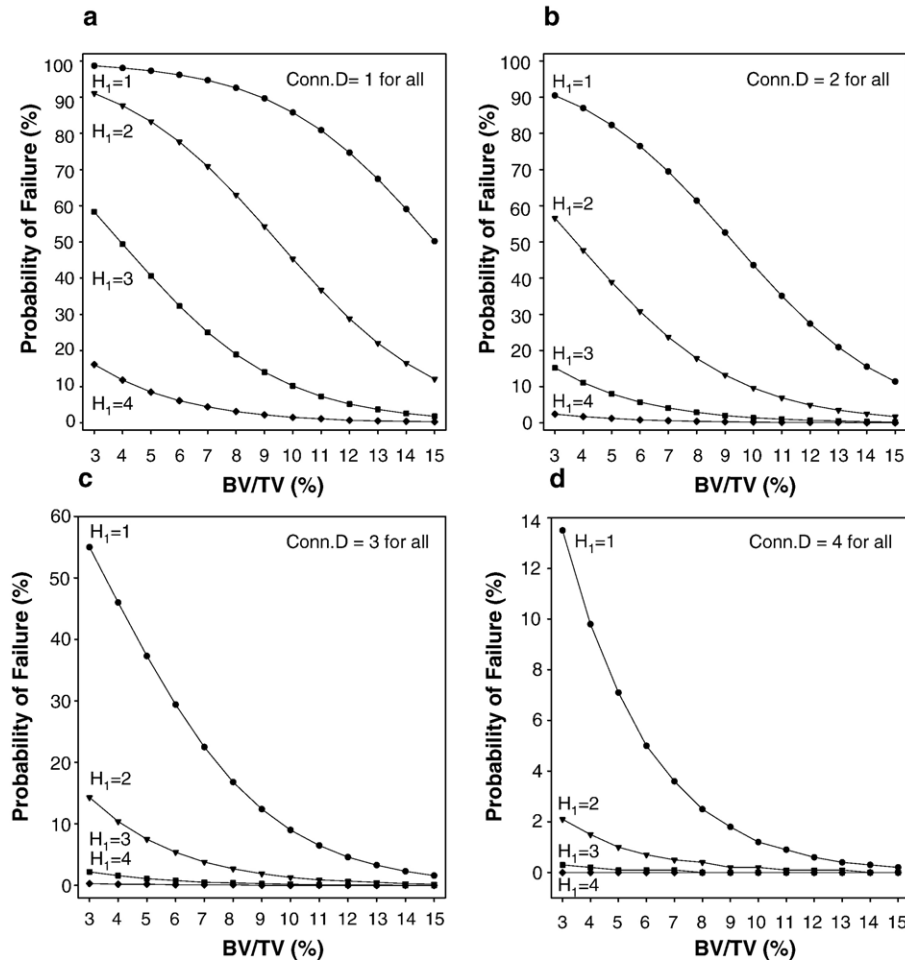 a
Conn.D= 1 for all
H1=1
H1=2
H1=3
H1=4
Probability of Failure (%)
100
90
80
70
60
50
40
30
20
10
0
3 4 5 6 7 8 9 10 11 12 13 14 15
BV/TV (%)
b
Conn.D = 2 for all
H1=1
H1=2
H1=3
H1=4
Probability of Failure (%)
100
90
80
70
60
50
40
30
20
10
0
3 4 5 6 7 8 9 10 11 12 13 14 15
BV/TV (%)
c
Conn.D = 3 for all
H1=1
H1=2
H1=3
H1=4
Probability of Failure (%)
60
50
40
30
20
10
0
3 4 5 6 7 8 9 10 11 12 13 14 15
BV/TV (%)
d
Conn.D = 4 for all
H1=1
H1=2
H1=3
H1=4
Probability of Failure (%)
14
12
10
8
6
4
2
0
3 4 5 6 7 8 9 10 11 12 13 14 15
BV/TV (%)